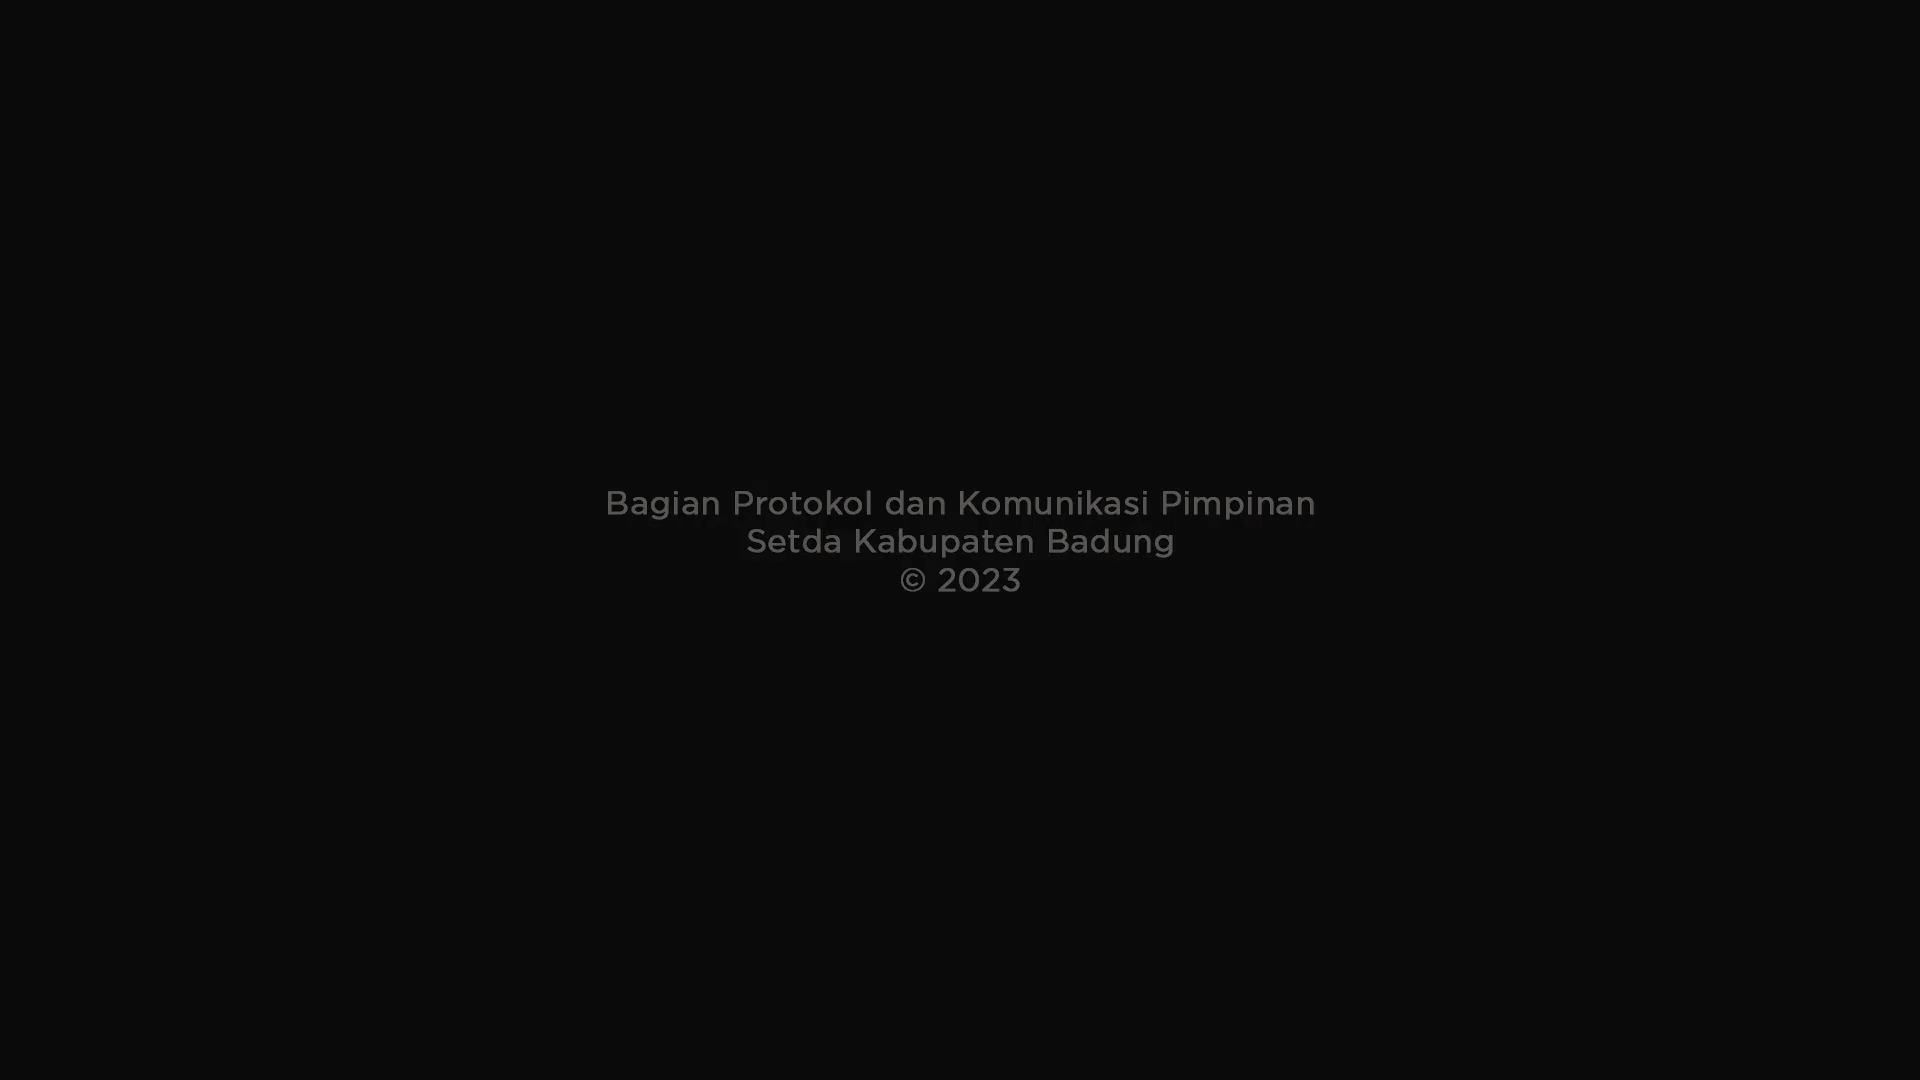 Bagian Protokol dan Komunikasi Pimpinan
Setda Kabupaten Badung
© 2023